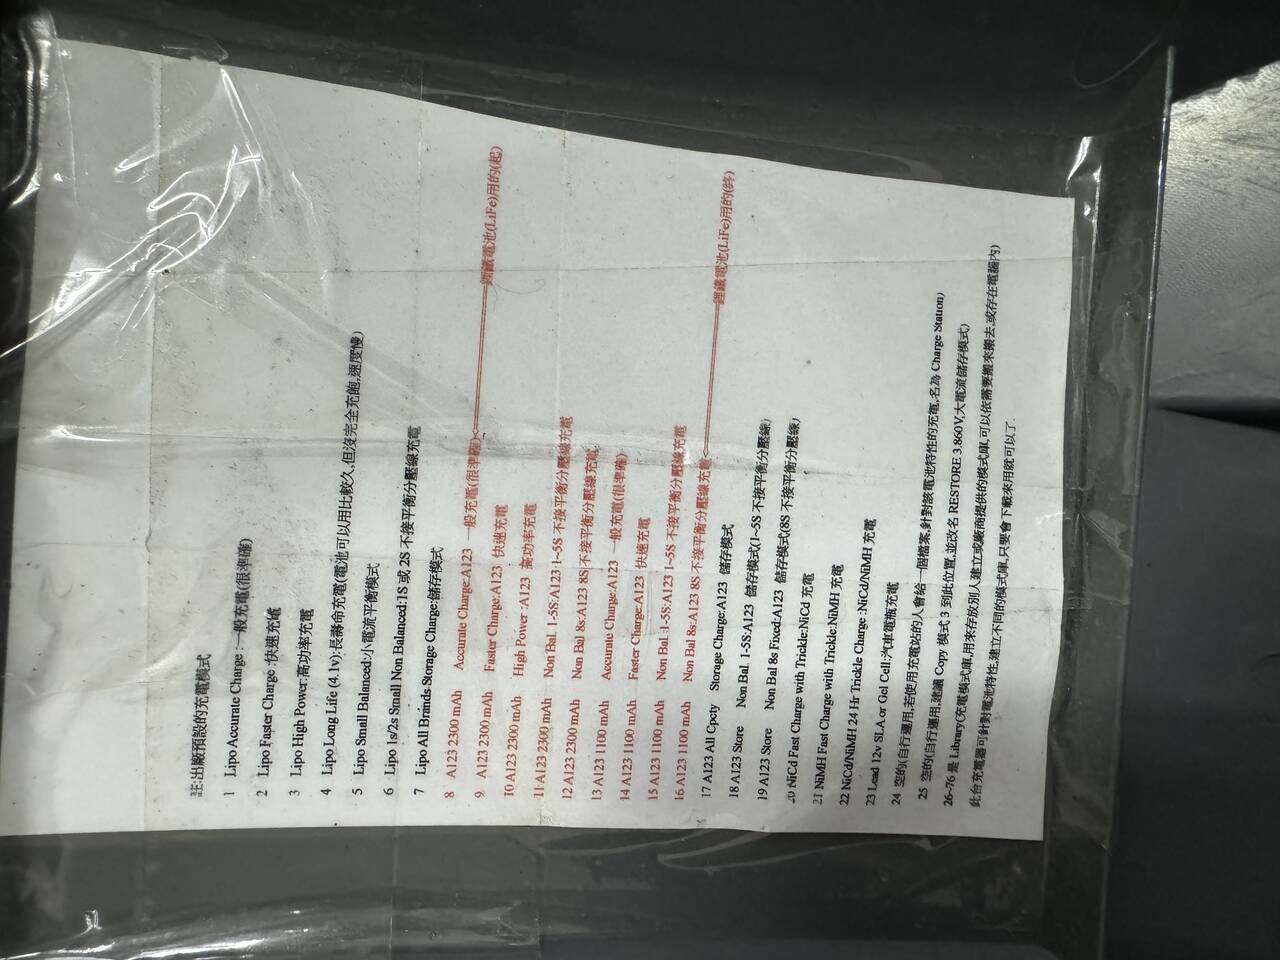 註:出廠預設的充電模式
1 Lipo Accurate Charge :一般充電(很準確)
2 Lipo Faster Charge :快速充電
3 Lipo High Power;高功率充電
4 Lipo Long Life (4.1v);長壽命充電(電池可以用比較久,但沒完全充飽,速度慢)
5 Lipo Small Balanced:小電流平衡模式
6 Lipo 1s/2s Small Non Balanced:1S 或 2S 不接平衡分壓線充電
7 Lipo All Brands Storage Charge:儲存模式
8 A123 2300 mAh Accurate Charge:A123 一般充電(很準確)<======鋰鐵電池(LiFe)用的(起)
9 A123 2300 mAh Faster Charge:A123 快速充電
10 A123 2300 mAh High Power :A123 高功率充電
11 A123 2300 mAh Non Bal. 1-5S:A123 1~5S 不接平衡分壓線充電
12 A123 2300 mAh Non Bal 8s:A123 8S 不接平衡分壓線充電
13 A123 1100 mAh Accurate Charge:A123 一般充電(很準確)
14 A123 1100 mAh Faster Charge:A123 快速充電
15 A123 1100 mAh Non Bal.:1-5S:A123 1~5S 不接平衡分壓線充電
16 A123 1100 mAh Non Bal 8s:A123 8S 不接平衡分壓線充電<======鋰鐵電池(LiFe)用的(終)
17 A123 All Cpcty Storage Charge:A123 儲存模式
18 A123 Store Non Bal. 1-5S:A123 儲存模式(1~5S 不接平衡分壓線)
19 A123 Store Non Bal 8s Fixed:A123 儲存模式(8S 不接平衡分壓線)
20 NiCd Fast Charge with Trickle:NiCd 充電
21 NiMH Fast Charge with Trickle:NiMH 充電
22 NiCd/NiMH 24 Hr Trickle Charge :NiCd/NiMH 充電
23 Lead 12v SLA or Gel Cell:汽車電瓶充電
24 空的(自行運用,若使用充電站的人會給一個檔案,針對該電池特性的充電,名為 Charge Station)
25 空的(自行運用,建議 Copy 模式 3 到此位置,並改名 RESTORE 3.860V,大電流儲存模式)
26~76 是 Library(充電模式庫,用來存放別人建立或廠商提供的模式庫,可以依需要搬來搬去,或存在電腦內)
此台充電器可針對電池特性,建立不同的模式庫,只要會下載來用就可以了.